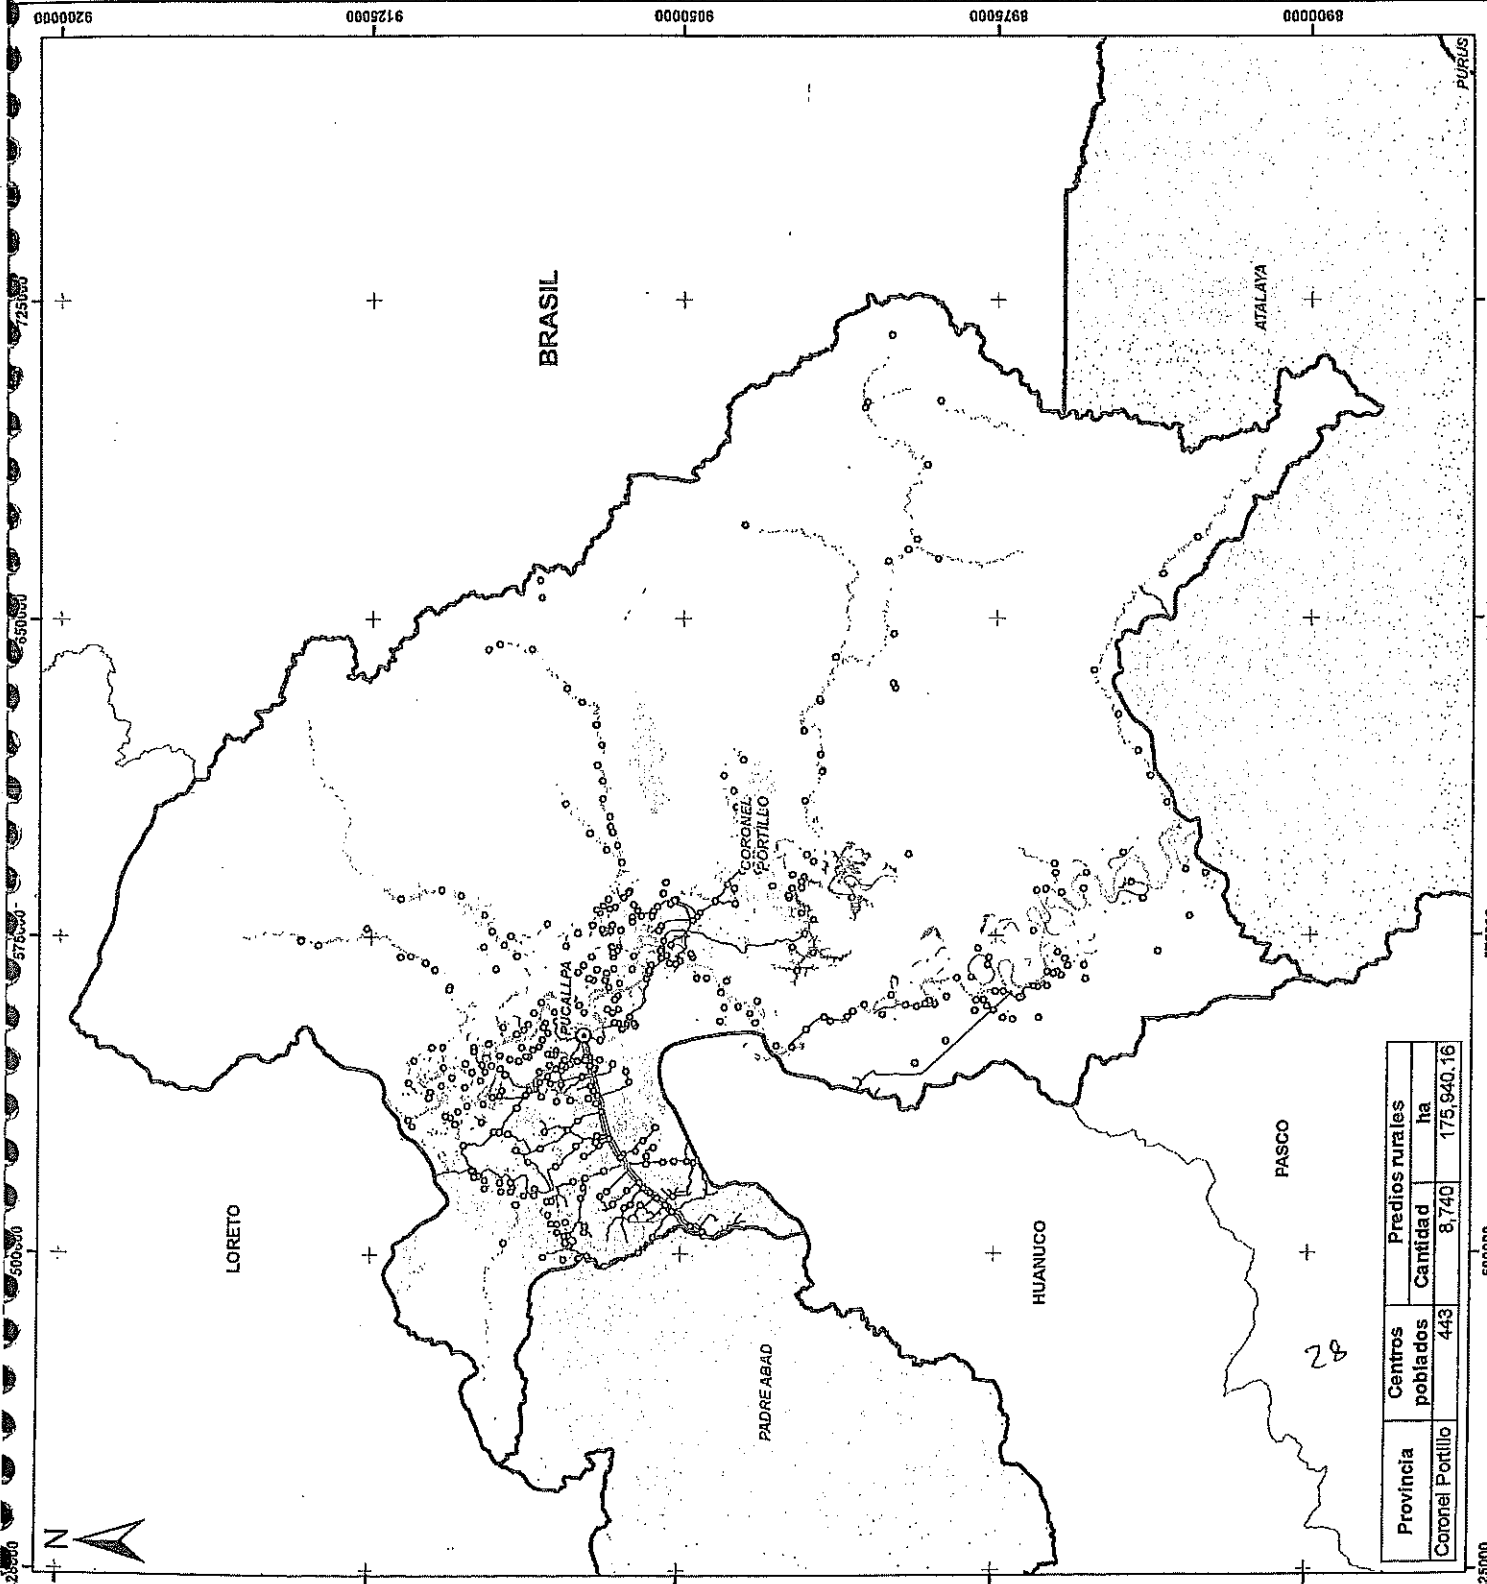 9200000
9125000
9050000
8975000
8900000
725000
650000
575000
500000
N
BRASIL
LORETO
PUCALLPA
CORONEL
PORTILLO
PADRE ABAD
HUANUCO
PASCO
ATALAYA
PURUS
28
Provincia Centros poblados Predios rurales
Cantidad ha
Coronel Portillo 443 8,740 175,940.16